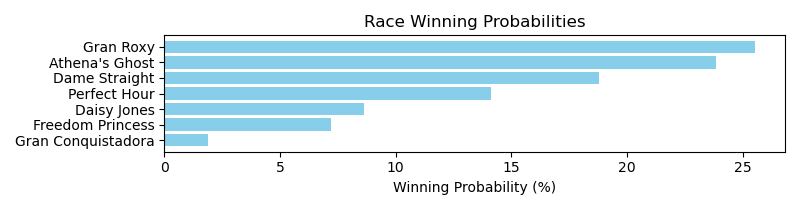 Race Winning Probabilities
Gran Roxy
Athena's Ghost
Dame Straight
Perfect Hour
Daisy Jones
Freedom Princess
Gran Conquistadora
0 5 10 15 20 25
Winning Probability (%)